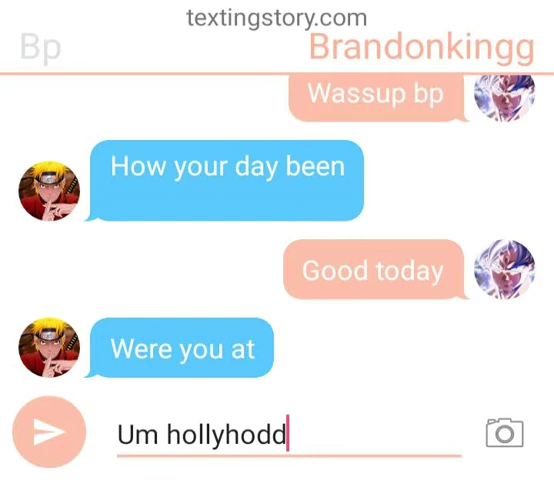 textingstory.com
Bp Brandonkingg
Wassup bp
How your day been
Good today
Were you at
Um hollyhodd